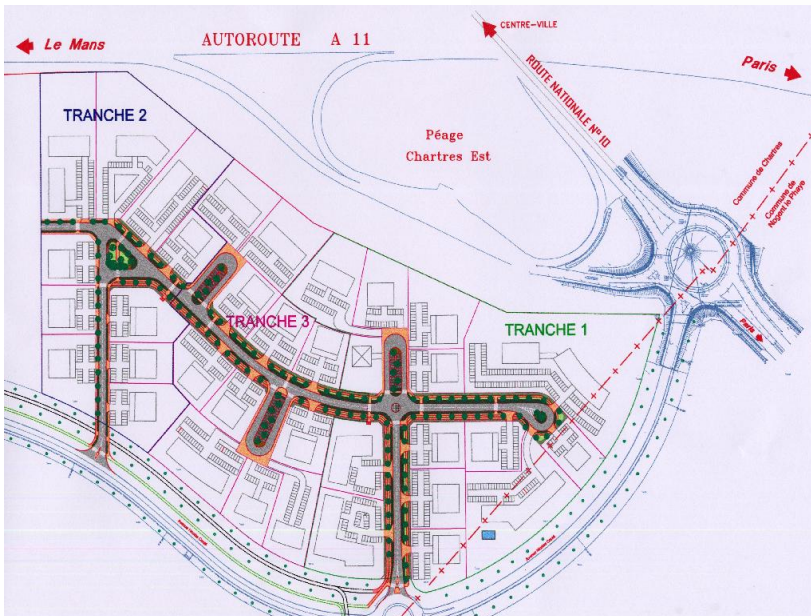 CENTRE-VILLE
Le Mans
AUTOROUTE A 11
ROUTE NATIONALE N° 10
Paris
TRANCHE 2
Péage
Chartres Est
Commune de Chartres
Commune de
Nogent le Phaye
TRANCHE 3
TRANCHE 1
Paris